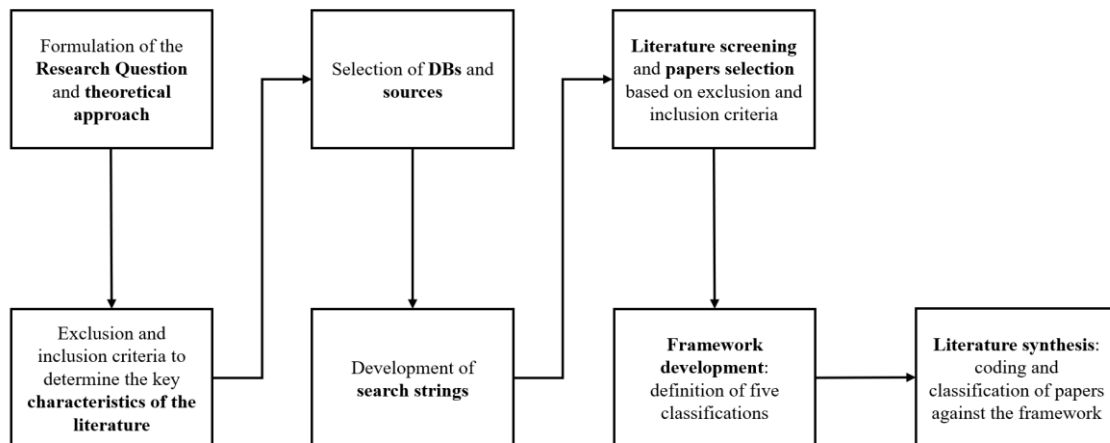 Formulation of the
Research Question
and theoretical
approach
Exclusion and
inclusion criteria to
determine the key
characteristics of the
literature
Selection of DBs and
sources
Development of
search strings
Literature screening
and papers selection
based on exclusion and
inclusion criteria
Framework
development:
definition of five
classifications
Literature synthesis:
coding and
classification of papers
against the framework